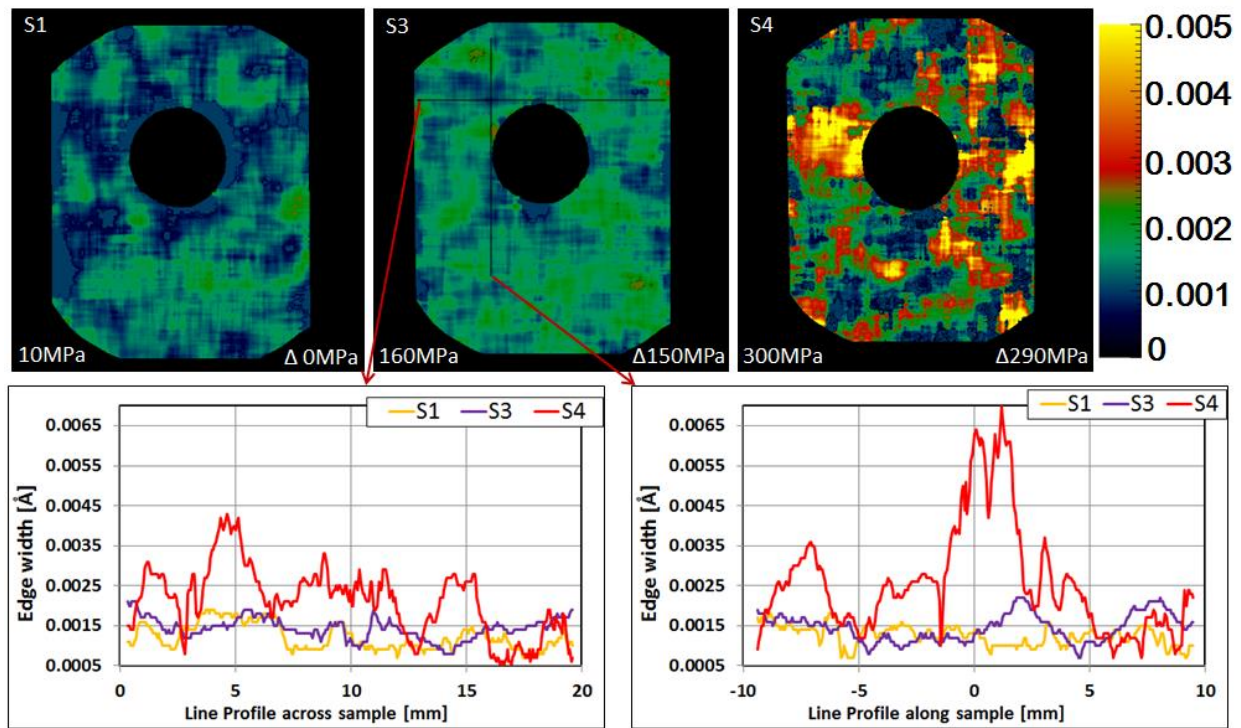 S1
S3
S4
0.005
0.004
0.003
0.002
0.001
0
10MPa
Δ 0MPa
160MPa
Δ150MPa
300MPa
Δ290MPa
S1 S3 S4
0.0065
0.0055
0.0045
0.0035
0.0025
0.0015
0.0005
Edge width [Å]
0 5 10 15 20
Line Profile across sample [mm]
S1 S3 S4
0.0065
0.0055
0.0045
0.0035
0.0025
0.0015
0.0005
Edge width [Å]
-10 -5 0 5 10
Line Profile along sample [mm]